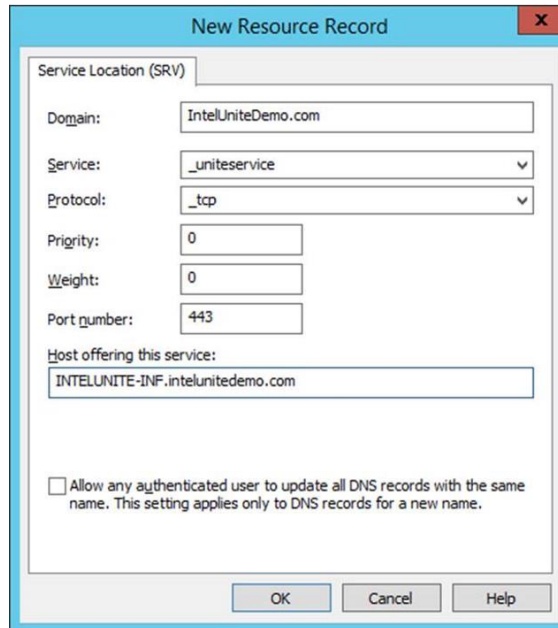 New Resource Record
x
Service Location (SRV)
Domain: IntelUniteDemo.com
Service: _uniteservice
Protocol: _tcp
Priority: 0
Weight: 0
Port number: 443
Host offering this service:
INTELUNITE-INF.intelunitedemo.com
Allow any authenticated user to update all DNS records with the same
name. This setting applies only to DNS records for a new name.
OK Cancel Help